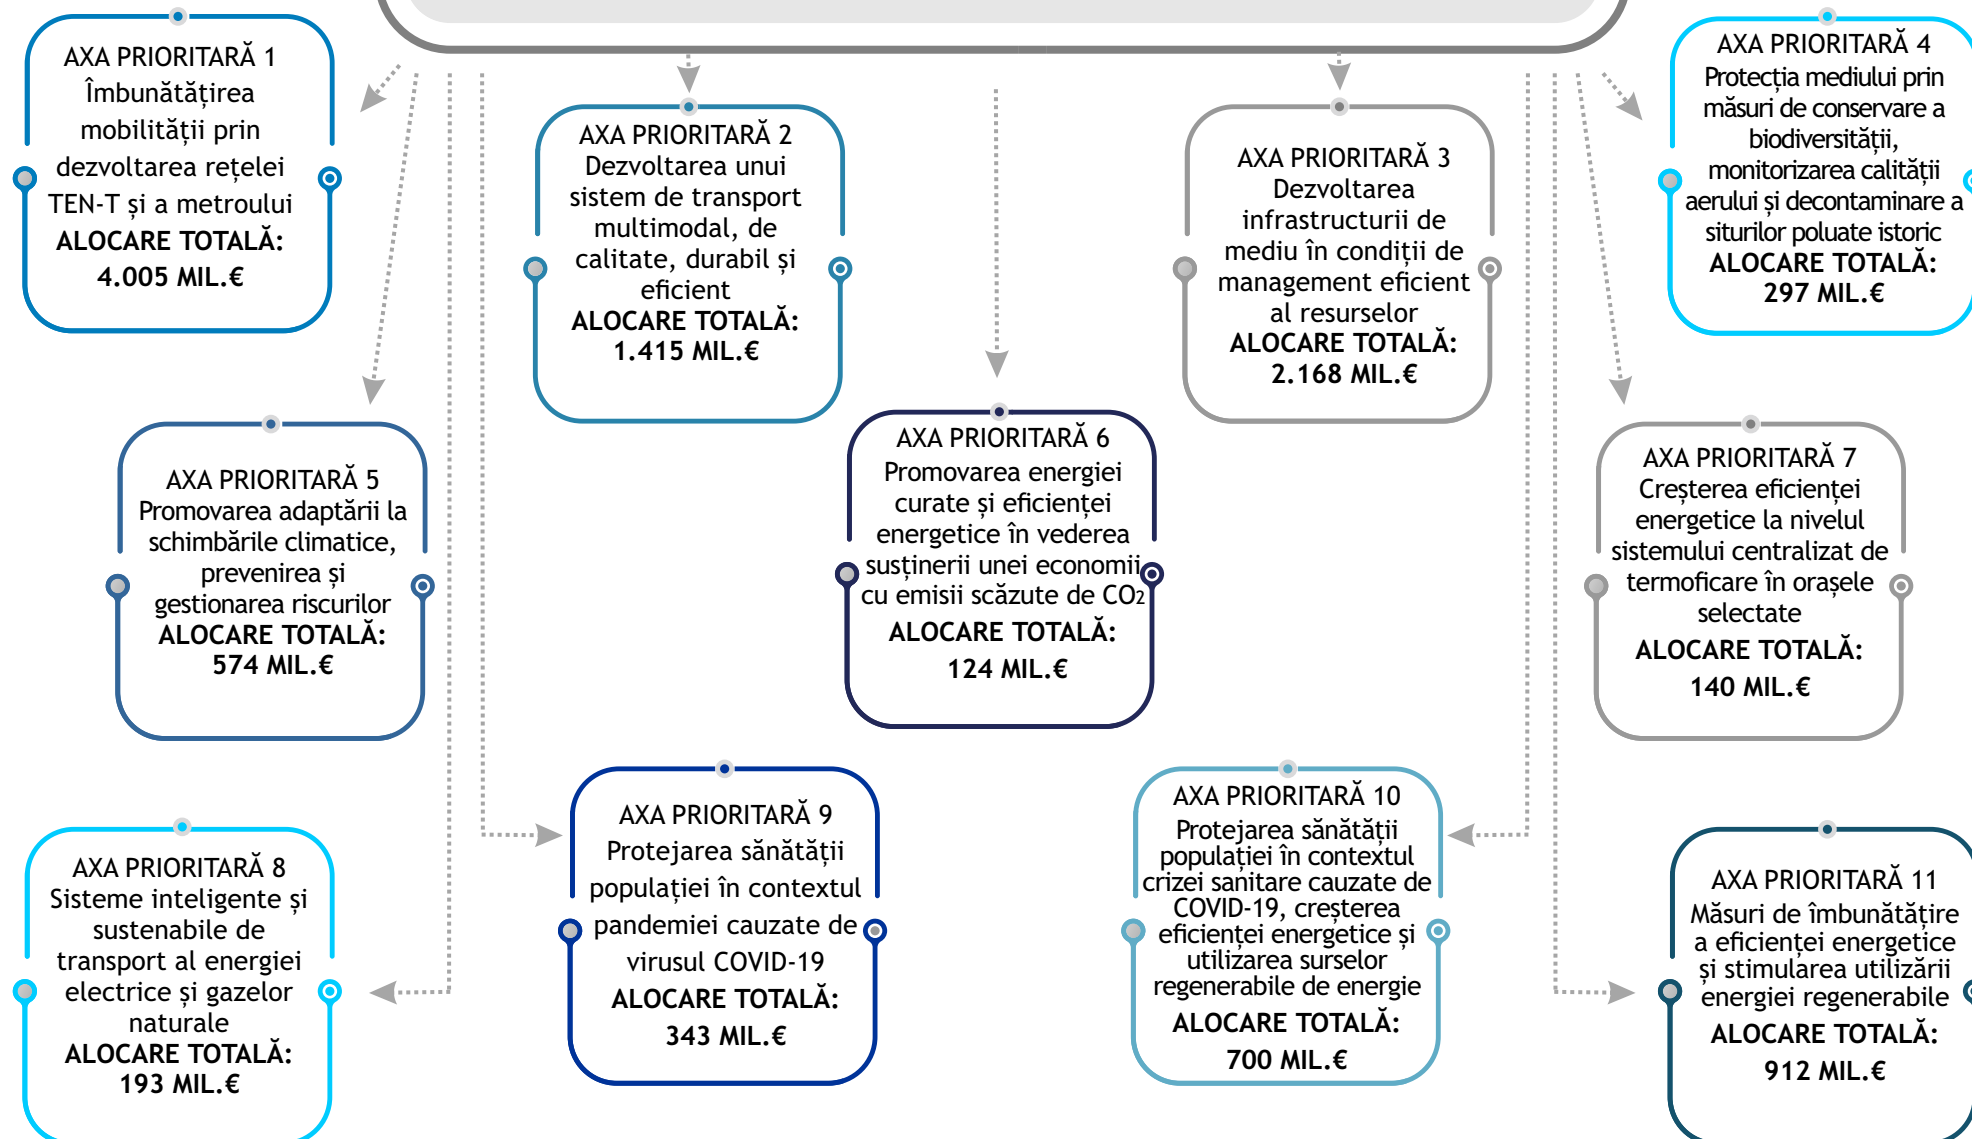 AXA PRIORITARĂ 1
Îmbunătățirea
mobilității prin
dezvoltarea rețelei
TEN-T și a metroului
ALOCARE TOTALĂ:
4.005 MIL.€
AXA PRIORITARĂ 2
Dezvoltarea unui
sistem de transport
multimodal, de
calitate, durabil și
eficient
ALOCARE TOTALĂ:
1.415 MIL.€
AXA PRIORITARĂ 3
Dezvoltarea
infrastructurii de
mediu în condiții de
management eficient
al resurselor
ALOCARE TOTALĂ:
2.168 MIL.€
AXA PRIORITARĂ 4
Protecția mediului prin
măsuri de conservare a
biodiversității,
monitorizarea calității
aerului și decontaminare a
siturilor poluate istoric
ALOCARE TOTALĂ:
297 MIL.€
AXA PRIORITARĂ 5
Promovarea adaptării la
schimbările climatice,
prevenirea și
gestionarea riscurilor
ALOCARE TOTALĂ:
574 MIL.€
AXA PRIORITARĂ 6
Promovarea energiei
curate și eficienței
energetice în vederea
susținerii unei economii
cu emisii scăzute de CO2
ALOCARE TOTALĂ:
124 MIL.€
AXA PRIORITARĂ 7
Creșterea eficienței
energetice la nivelul
sistemului centralizat de
termoficare în orașele
selectate
ALOCARE TOTALĂ:
140 MIL.€
AXA PRIORITARĂ 8
Sisteme inteligente și
sustenabile de
transport al energiei
electrice și gazelor
naturale
ALOCARE TOTALĂ:
193 MIL.€
AXA PRIORITARĂ 9
Protejarea sănătății
populației în contextul
pandemiei cauzate de
virusul COVID-19
ALOCARE TOTALĂ:
343 MIL.€
AXA PRIORITARĂ 10
Protejarea sănătății
populației în contextul
crizei sanitare cauzate de
COVID-19, creșterea
eficienței energetice și
utilizarea surselor
regenerabile de energie
ALOCARE TOTALĂ:
700 MIL.€
AXA PRIORITARĂ 11
Măsuri de îmbunătățire
a eficienței energetice
și stimularea utilizării
energiei regenerabile
ALOCARE TOTALĂ:
912 MIL.€